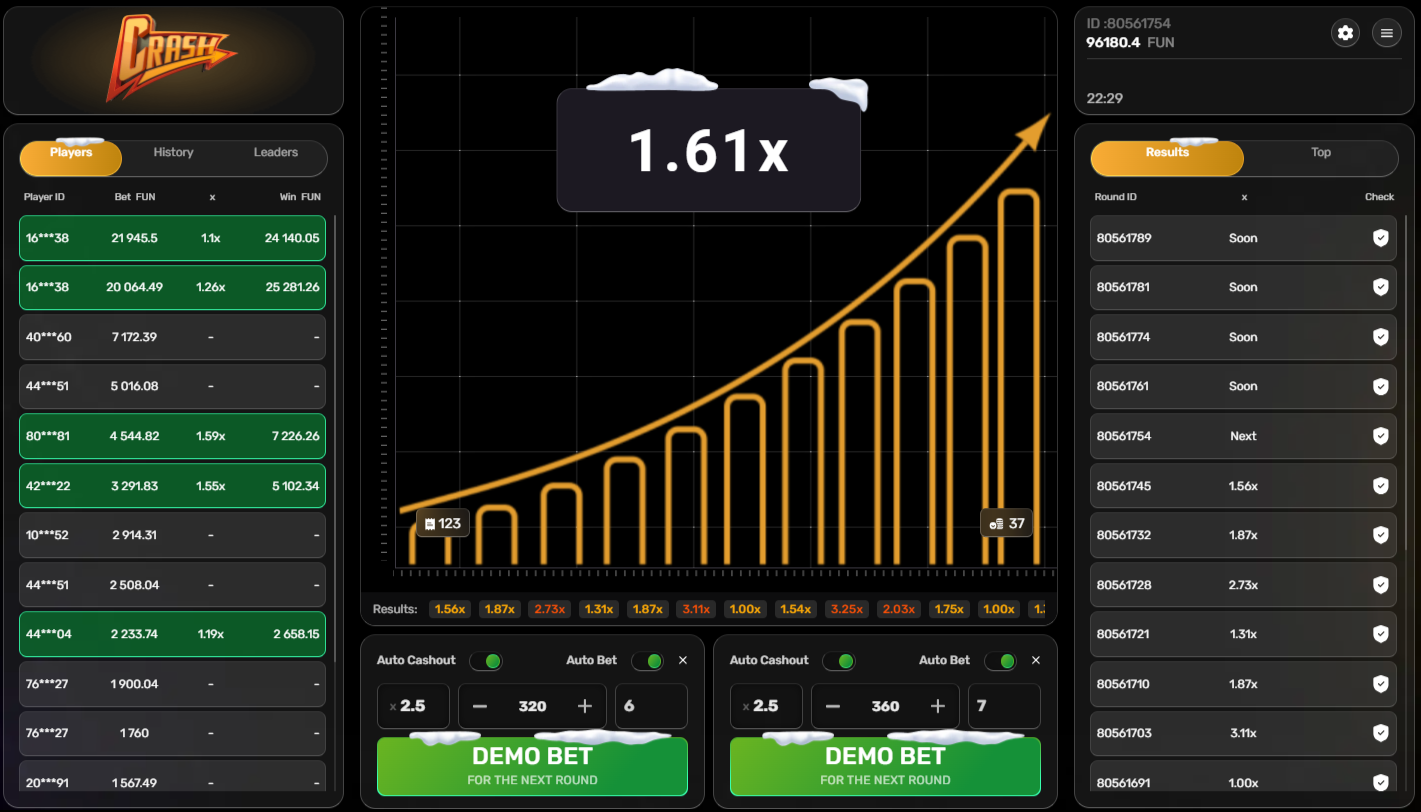 CRASH
Players History Leaders
Player ID Bet FUN x Win FUN
16***38 21 945.5 1.1x 24 140.05
16***38 20 064.49 1.26x 25 281.26
40***60 7 172.39 - -
44***51 5 016.08 - -
80***81 4 544.82 1.59x 7 226.26
42***22 3 291.83 1.55x 5 102.34
10***52 2 914.31 - -
44***51 2 508.04 - -
44***04 2 233.74 1.19x 2 658.15
76***27 1 900.04 - -
76***27 1 760 - -
20***91 1 567.49 - -
1.61x
123
37
Results: 1.56x 1.87x 2.73x 1.31x 1.87x 3.11x 1.00x 1.54x 3.25x 2.03x 1.75x 1.00x
Auto Cashout Auto Bet ×
x 2.5 — 320 + 6
DEMO BET
FOR THE NEXT ROUND
Auto Cashout Auto Bet ×
x 2.5 — 360 + 7
DEMO BET
FOR THE NEXT ROUND
ID :80561754
96180.4 FUN
22:29
Results Top
Round ID x Check
80561789 Soon
80561781 Soon
80561774 Soon
80561761 Soon
80561754 Next
80561745 1.56x
80561732 1.87x
80561728 2.73x
80561721 1.31x
80561710 1.87x
80561703 3.11x
80561691 1.00x